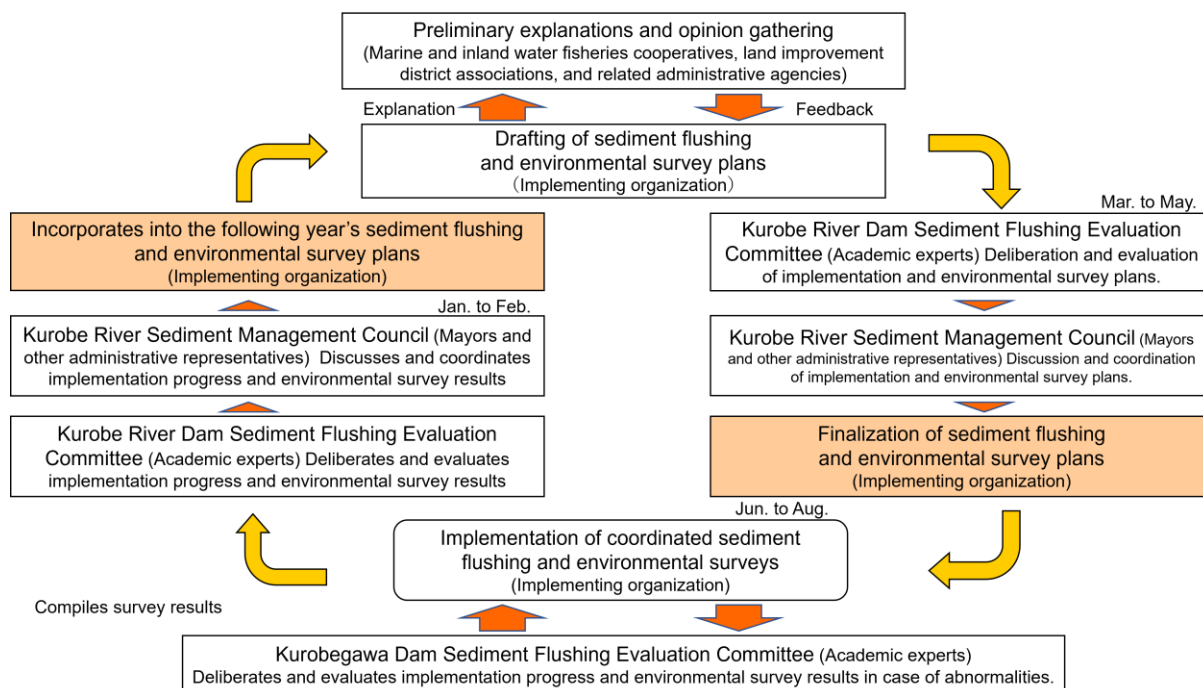 Preliminary explanations and opinion gathering
(Marine and inland water fisheries cooperatives, land improvement
district associations, and related administrative agencies)
Explanation
Feedback
Drafting of sediment flushing
and environmental survey plans
(Implementing organization)
Mar. to May.
Kurobe River Dam Sediment Flushing Evaluation
Committee (Academic experts) Deliberation and evaluation
of implementation and environmental survey plans.
Kurobe River Sediment Management Council (Mayors
and other administrative representatives) Discussion and coordination
of implementation and environmental survey plans.
Finalization of sediment flushing
and environmental survey plans
(Implementing organization)
Jun. to Aug.
Implementation of coordinated sediment
flushing and environmental surveys
(Implementing organization)
Kurobegawa Dam Sediment Flushing Evaluation Committee (Academic experts)
Deliberates and evaluates implementation progress and environmental survey results in case of abnormalities.
Compiles survey results
Kurobe River Dam Sediment Flushing Evaluation
Committee (Academic experts) Deliberates and evaluates
implementation progress and environmental survey results
Kurobe River Sediment Management Council (Mayors and
other administrative representatives) Discusses and coordinates
implementation progress and environmental survey results
Jan. to Feb.
Incorporates into the following year's sediment flushing
and environmental survey plans
(Implementing organization)